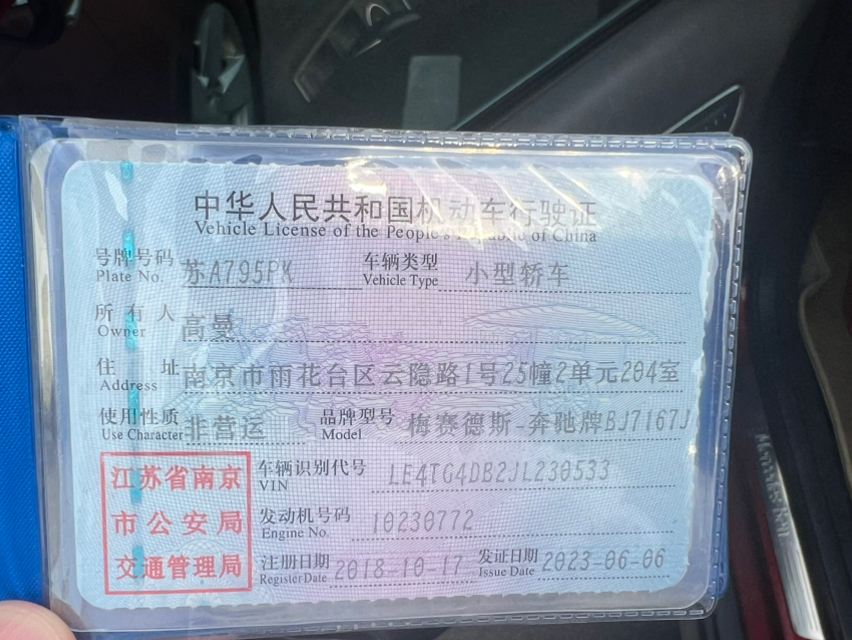 中华人民共和国机动车行驶证
Vehicle License of the People's Republic of China
号牌号码 苏A795PK 车辆类型 小型轿车
Plate No. Vehicle Type
所有人 高曼
Owner
住址 南京市雨花台区云隐路1号25幢2单元204室
Address
使用性质 非营运 品牌型号 梅赛德斯-奔驰牌BJ7167J
Use Character Model
江苏省南京
市公安局
交通管理局
车辆识别代号 LE4TG4DB2JL230533
VIN
发动机号码 10230772
Engine No.
注册日期 2018-10-17 发证日期 2023-06-06
Register Date Issue Date